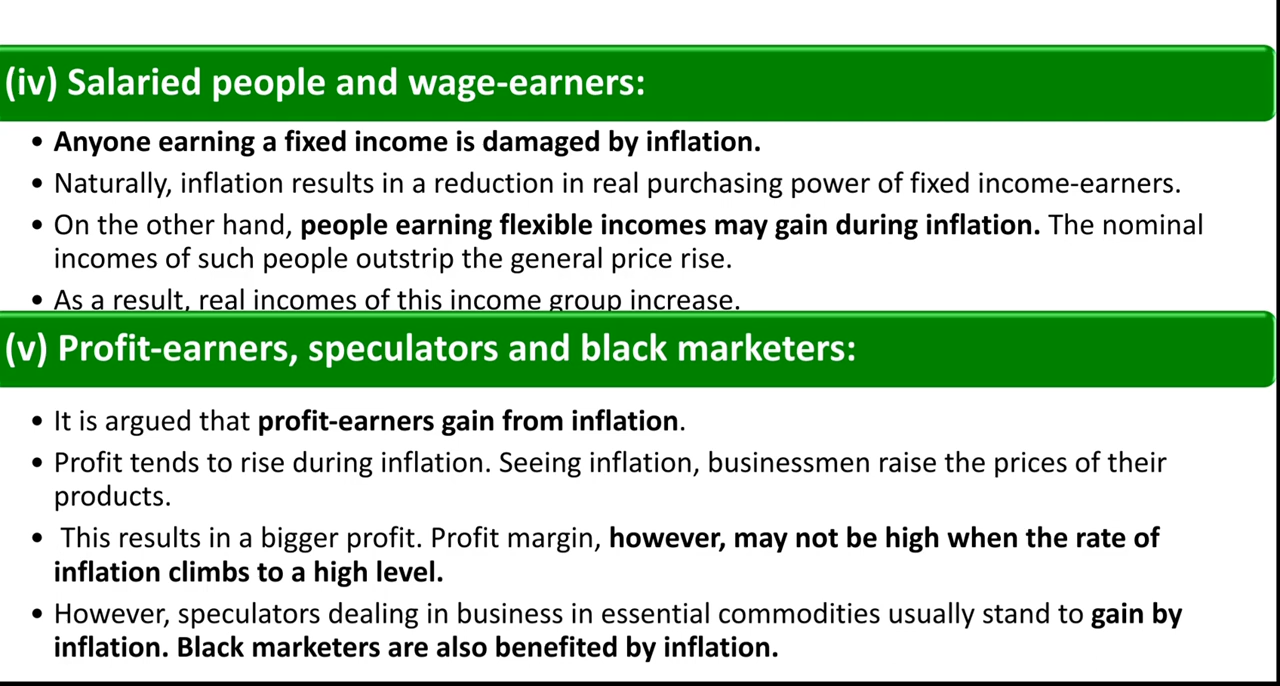 (iv) Salaried people and wage-earners:
• Anyone earning a fixed income is damaged by inflation.
• Naturally, inflation results in a reduction in real purchasing power of fixed income-earners.
• On the other hand, people earning flexible incomes may gain during inflation. The nominal
incomes of such people outstrip the general price rise.
• As a result, real incomes of this income group increase.
(v) Profit-earners, speculators and black marketers:
• It is argued that profit-earners gain from inflation.
• Profit tends to rise during inflation. Seeing inflation, businessmen raise the prices of their
products.
• This results in a bigger profit. Profit margin, however, may not be high when the rate of
inflation climbs to a high level.
• However, speculators dealing in business in essential commodities usually stand to gain by
inflation. Black marketers are also benefited by inflation.